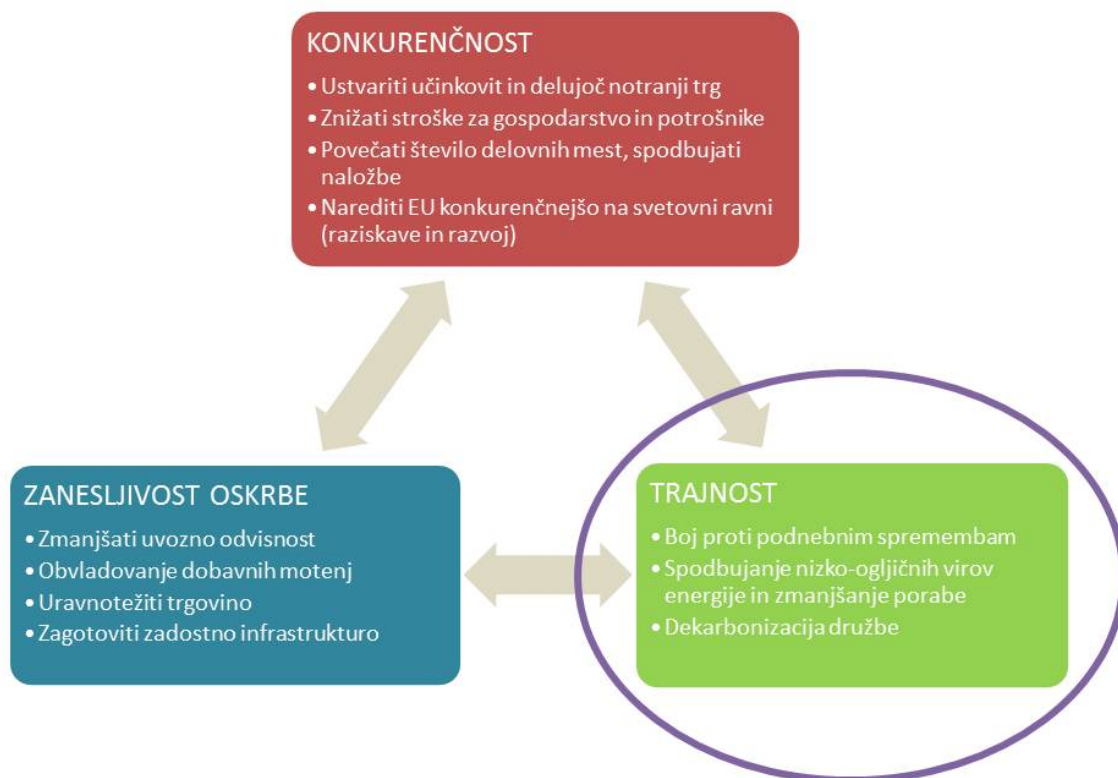 KONKURENČNOST
• Ustvariti učinkovit in delujoč notranji trg
• Znižati stroške za gospodarstvo in potrošnike
• Povečati število delovnih mest, spodbujati
naložbe
• Narediti EU konkurenčnejšo na svetovni ravni
(raziskave in razvoj)
ZANESLJIVOST OSKRBE
• Zmanjšati uvozno odvisnost
• Obvladovanje dobavnih motenj
• Uravnotežiti trgovino
• Zagotoviti zadostno infrastrukturo
TRAJNOST
• Boj proti podnebnim spremembam
• Spodbujanje nizko-ogljičnih virov
energije in zmanjšanje porabe
• Dekarbonizacija družbe